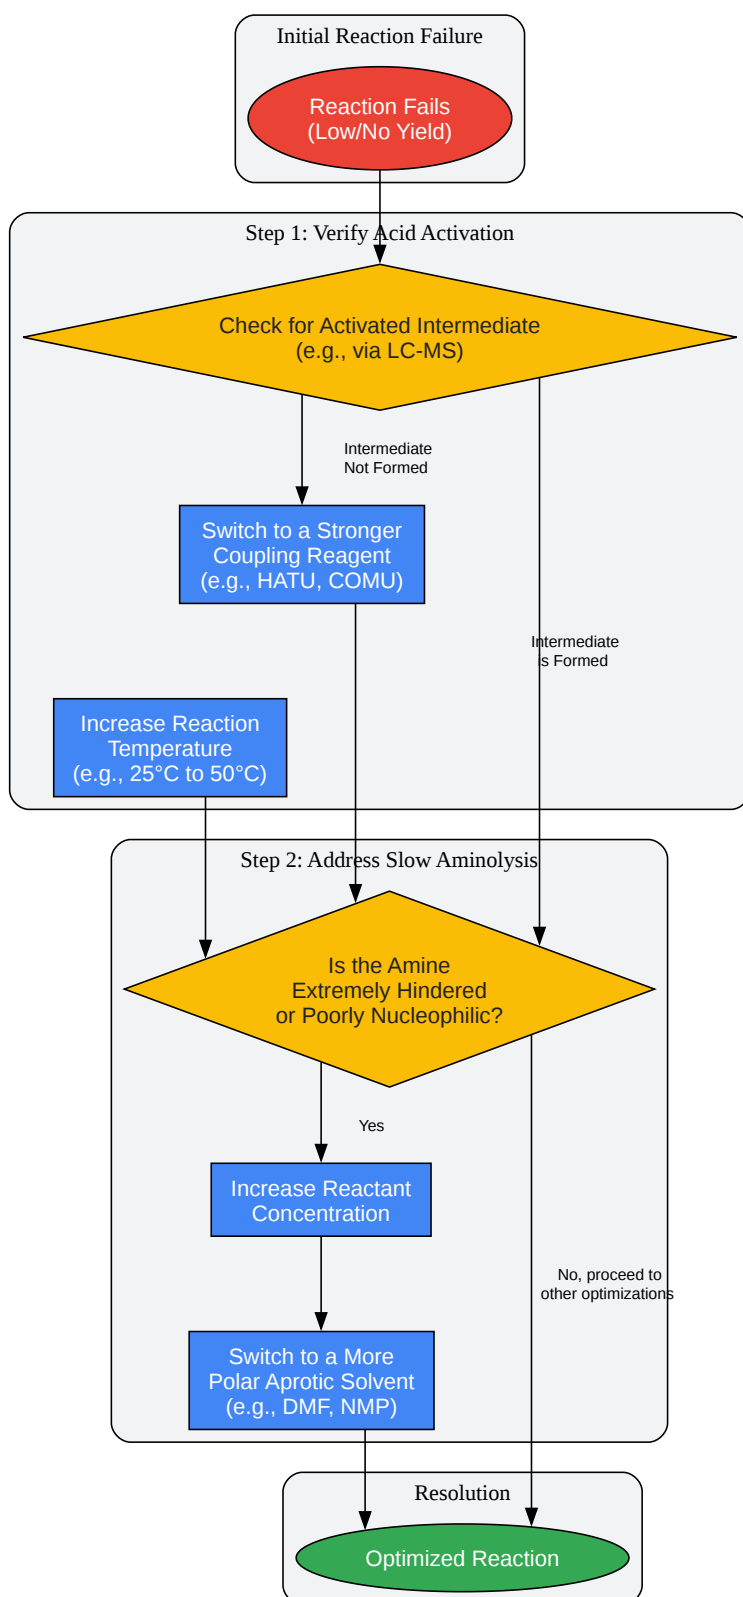 Initial Reaction Failure
Reaction Fails
(Low/No Yield)
Step 1: Verify Acid Activation
Check for Activated Intermediate
(e.g., via LC-MS)
Intermediate
Not Formed
Switch to a Stronger
Coupling Reagent
(e.g., HATU, COMU)
Intermediate
is Formed
Increase Reaction
Temperature
(e.g., 25°C to 50°C)
Step 2: Address Slow Aminolysis
Is the Amine
Extremely Hindered
or Poorly Nucleophilic?
Yes
Increase Reactant
Concentration
No, proceed to
other optimizations
Switch to a More
Polar Aprotic Solvent
(e.g., DMF, NMP)
Resolution
Optimized Reaction